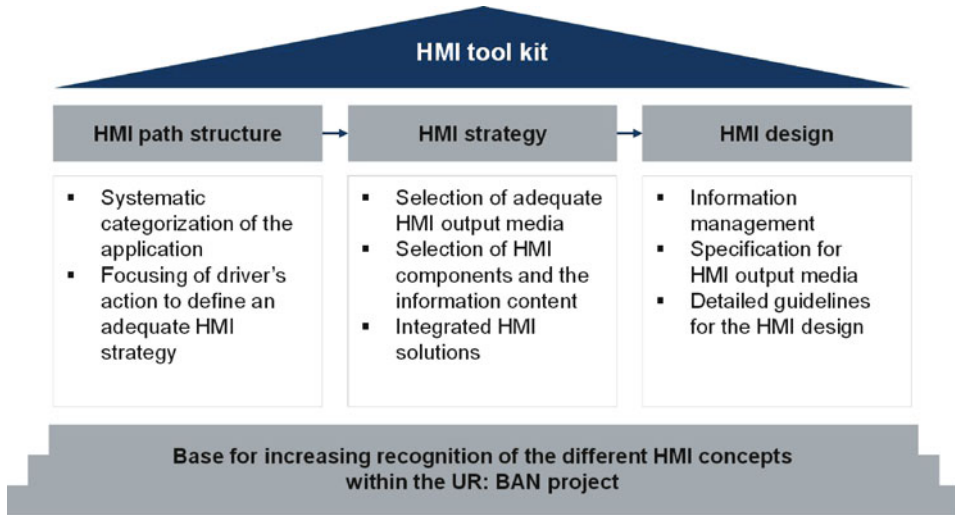 HMI tool kit
HMI path structure
HMI strategy
HMI design
▪ Systematic
categorization of the
application
▪ Focusing of driver's
action to define an
adequate HMI
strategy
▪ Selection of adequate
HMI output media
▪ Selection of HMI
components and the
information content
▪ Integrated HMI
solutions
▪ Information
management
▪ Specification for
HMI output media
▪ Detailed guidelines
for the HMI design
Base for increasing recognition of the different HMI concepts
within the UR: BAN project